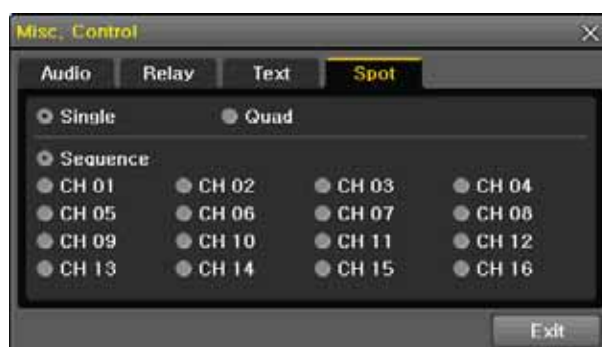 Misc, Control
Audio Relay Text Spot
Single Quad
Sequence
CH 01 CH 02 CH 03 CH 04
CH 05 CH 06 CH 07 CH 08
CH 09 CH 10 CH 11 CH 12
CH 13 CH 14 CH 15 CH 16
Exit